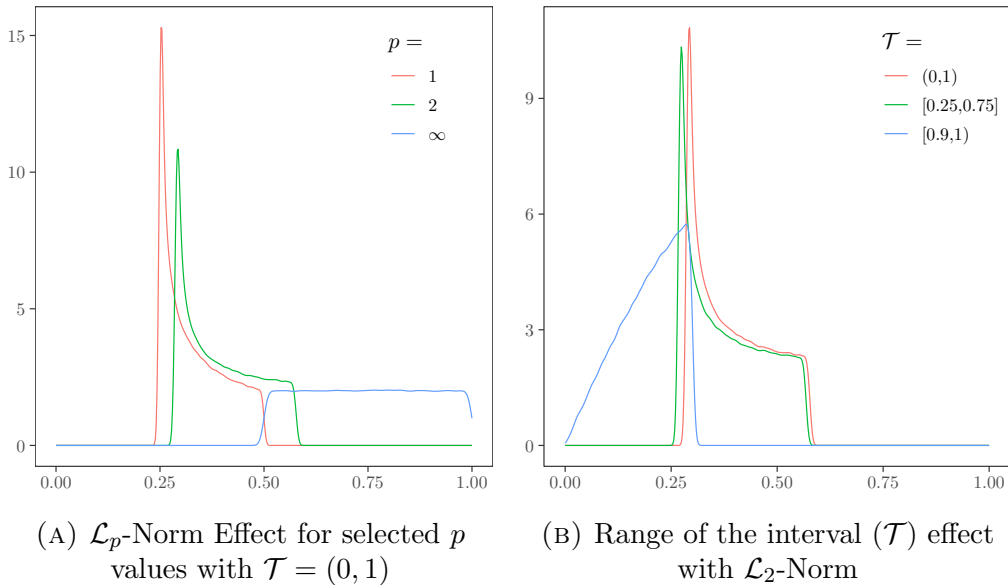 15
10
5
0
0.00 0.25 0.50 0.75 1.00
p =
1
2
∞
9
6
3
0
0.00 0.25 0.50 0.75 1.00
𝒯 =
(0,1)
[0.25,0.75]
[0.9,1)
(A) ℒₚ-Norm Effect for selected p
values with 𝒯 = (0, 1)
(B) Range of the interval (𝒯) effect
with ℒ₂-Norm